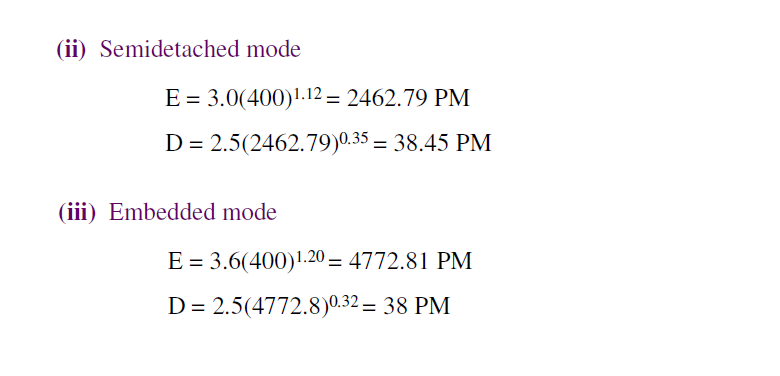 (ii) Semidetached mode
E = 3.0(400)1.12 = 2462.79 PM
D = 2.5(2462.79)0.35 = 38.45 PM
(iii) Embedded mode
E = 3.6(400)1.20 = 4772.81 PM
D = 2.5(4772.8)0.32 = 38 PM